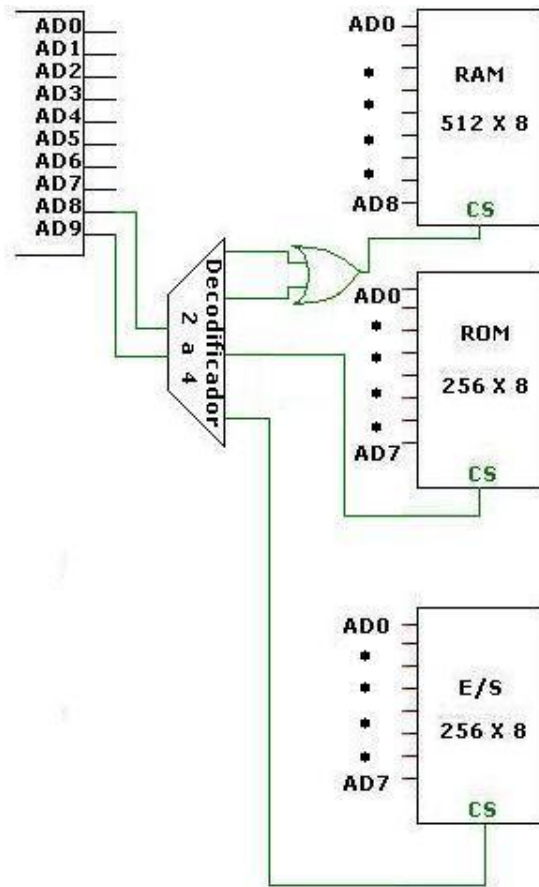 AD0
AD1
AD2
AD3
AD4
AD5
AD6
AD7
AD8
AD9
Decodificador
2 a 4
AD0
RAM
512 X 8
AD8
CS
AD0
ROM
256 X 8
AD7
CS
AD0
E/S
256 X 8
AD7
CS